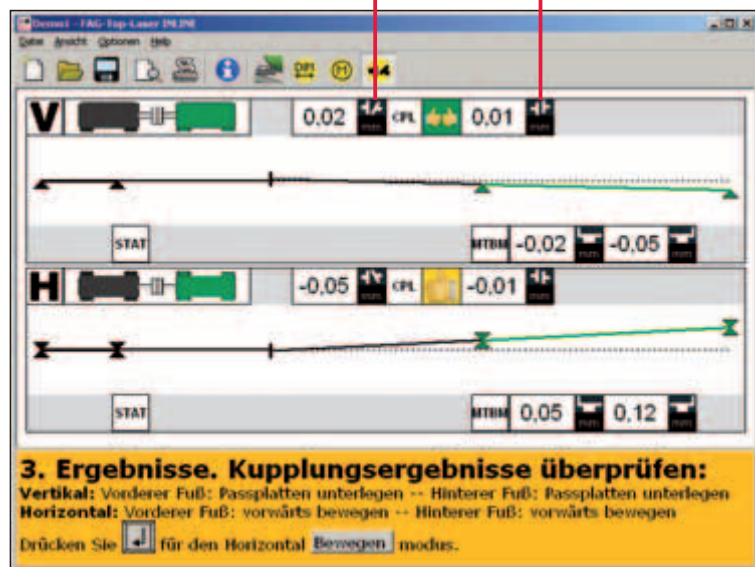 Demo1 - FAG-Top-Laser INLINE
Datei Ansicht Optionen Help
DIM M
V 0,02 mm CPL 0,01 mm
STAT MTBM -0,02 mm -0,05 mm
H -0,05 mm CPL -0,01 mm
STAT MTBM 0,05 mm 0,12 mm
3. Ergebnisse. Kupplungsergebnisse überprüfen:
Vertikal: Vorderer Fuß: Passplatten unterlegen -- Hinterer Fuß: Passplatten unterlegen
Horizontal: Vorderer Fuß: vorwärts bewegen -- Hinterer Fuß: vorwärts bewegen
Drücken Sie für den Horizontal Bewegen modus.